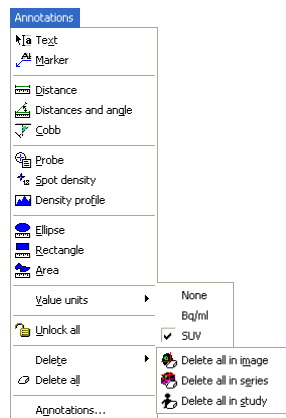 Annotations
Text
Marker
Distance
Distances and angle
Cobb
Probe
Spot density
Density profile
Ellipse
Rectangle
Area
Value units
None
Bq/ml
SUV
Unlock all
Delete
Delete all in image
Delete all in series
Delete all in study
Delete all
Annotations...